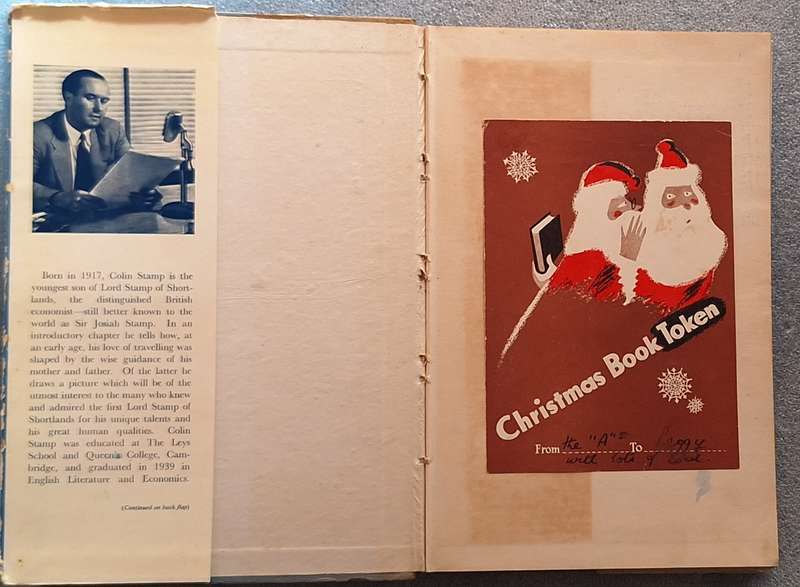 Born in 1917, Colin Stamp is the
youngest son of Lord Stamp of Short-
lands, the distinguished British
economist—still better known to the
world as Sir Josiah Stamp. In an
introductory chapter he tells how, at
an early age, his love of travelling was
shaped by the wise guidance of his
mother and father. Of the latter he
draws a picture which will be of the
utmost interest to the many who knew
and admired the first Lord Stamp of
Shortlands for his unique talents and
his great human qualities. Colin
Stamp was educated at The Leys
School and Queens College, Cam-
bridge, and graduated in 1939 in
English Literature and Economics.
(Continued on back flap)
Christmas Book Token
From the "A" To
with lots of love.